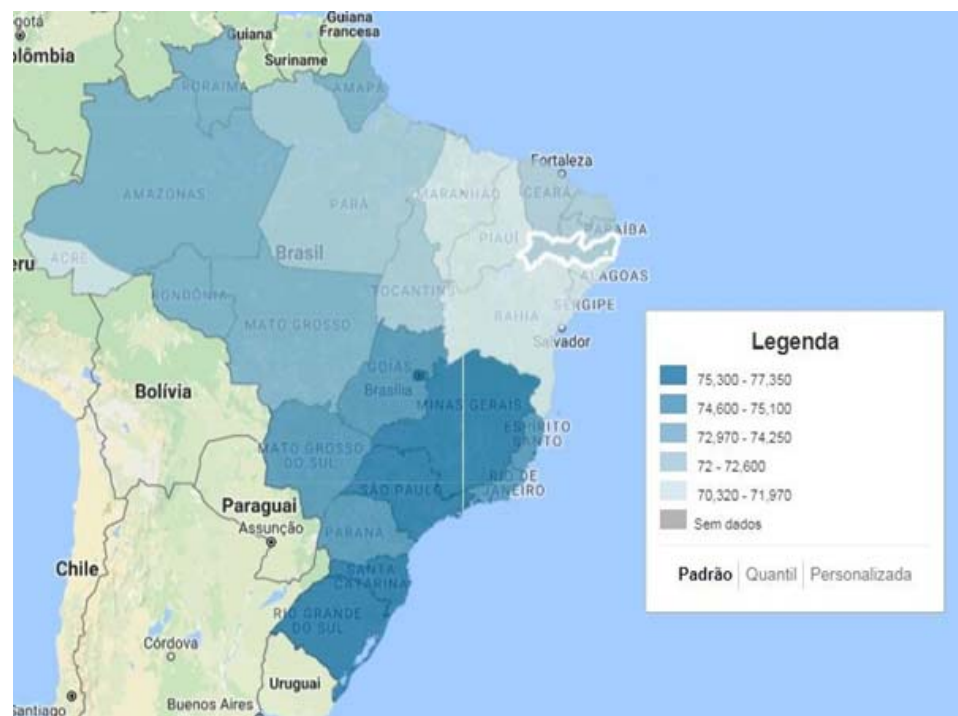 gotá
olômbia
Guiana
Suriname
Guiana
Francesa
RORAIMA
AMAPÁ
AMAZONAS
PARÁ
MARANHÃO
Fortaleza
CEARÁ
PARAÍBA
PIAUÍ
Brasil
ACRE
eru
ALAGOAS
TOCANTINS
SERGIPE
RONDÔNIA
MATO GROSSO
BAHIA
Salvador
GOIÁS
Brasília
Bolívia
MINAS GERAIS
ESPÍRITO
SANTO
MATO GROSSO
DO SUL
RIO DE
JANEIRO
SÃO PAULO
Paraguai
Assunção
PARANÁ
Chile
SANTA
CATARINA
RIO GRANDE
DO SUL
Córdova
Uruguai
Buenos Aires
Santiago
Legenda
75,300 - 77,350
74,600 - 75,100
72,970 - 74,250
72 - 72,600
70,320 - 71,970
Sem dados
Padrão | Quantil | Personalizada